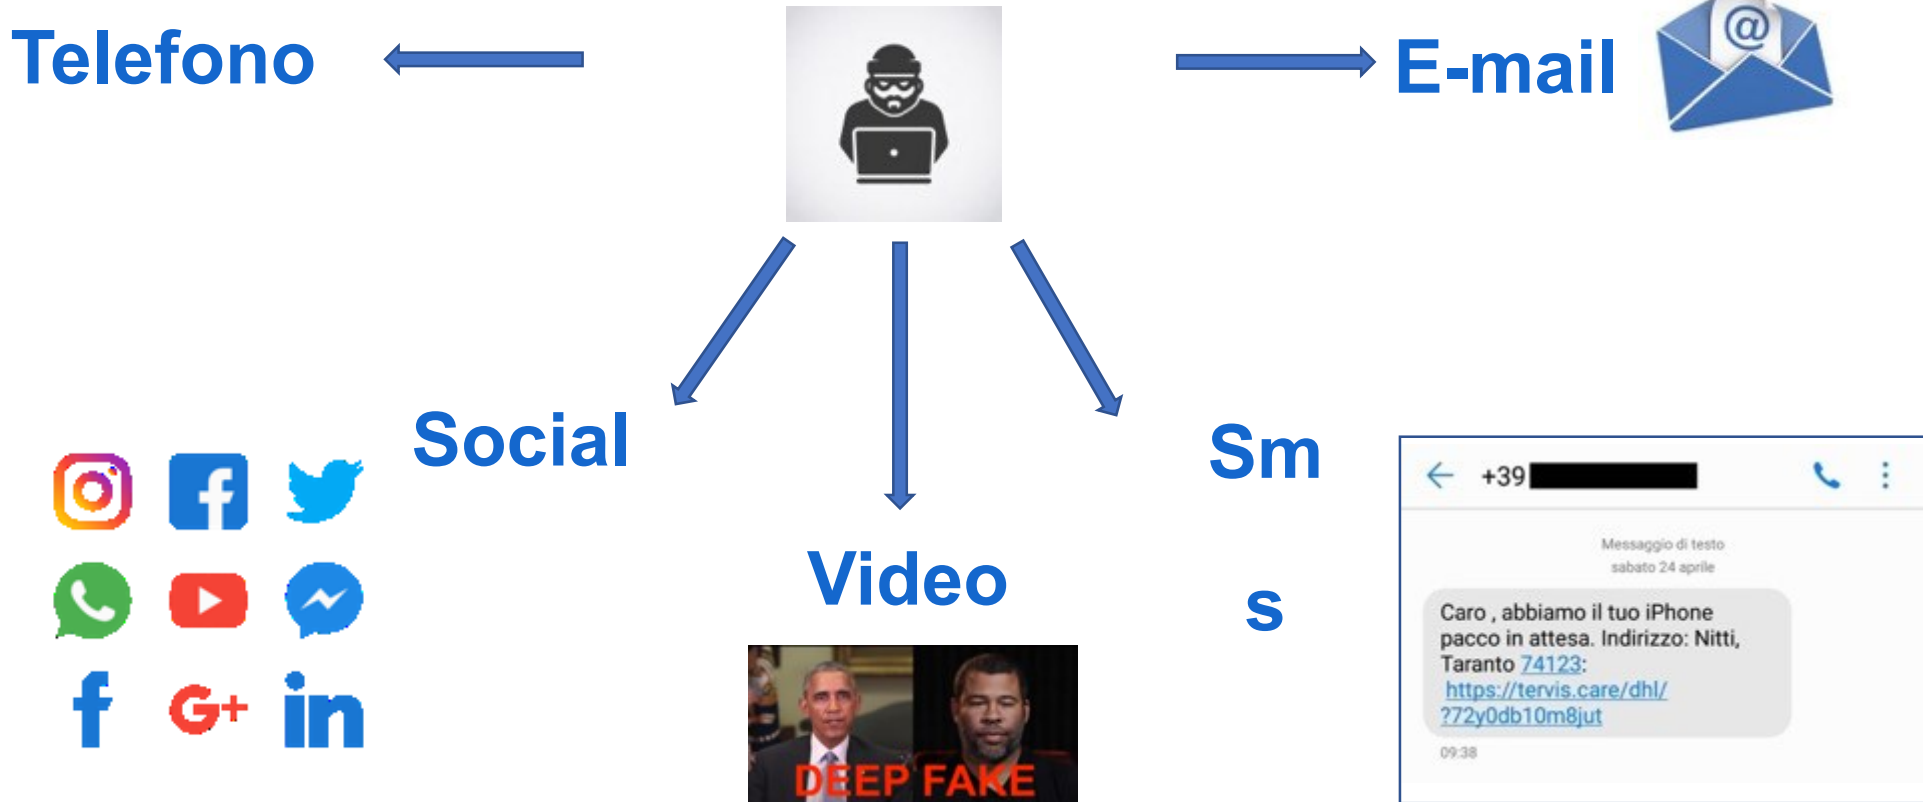 Telefono
E-mail
@
Social
Sm
s
Video
DEEP FAKE
+39
Messaggio di testo
sabato 24 aprile
Caro , abbiamo il tuo iPhone
pacco in attesa. Indirizzo: Nitti,
Taranto 74123:
https://tervis.care/dhl/
?72y0db10m8jut
09:38
f
f
G+
in